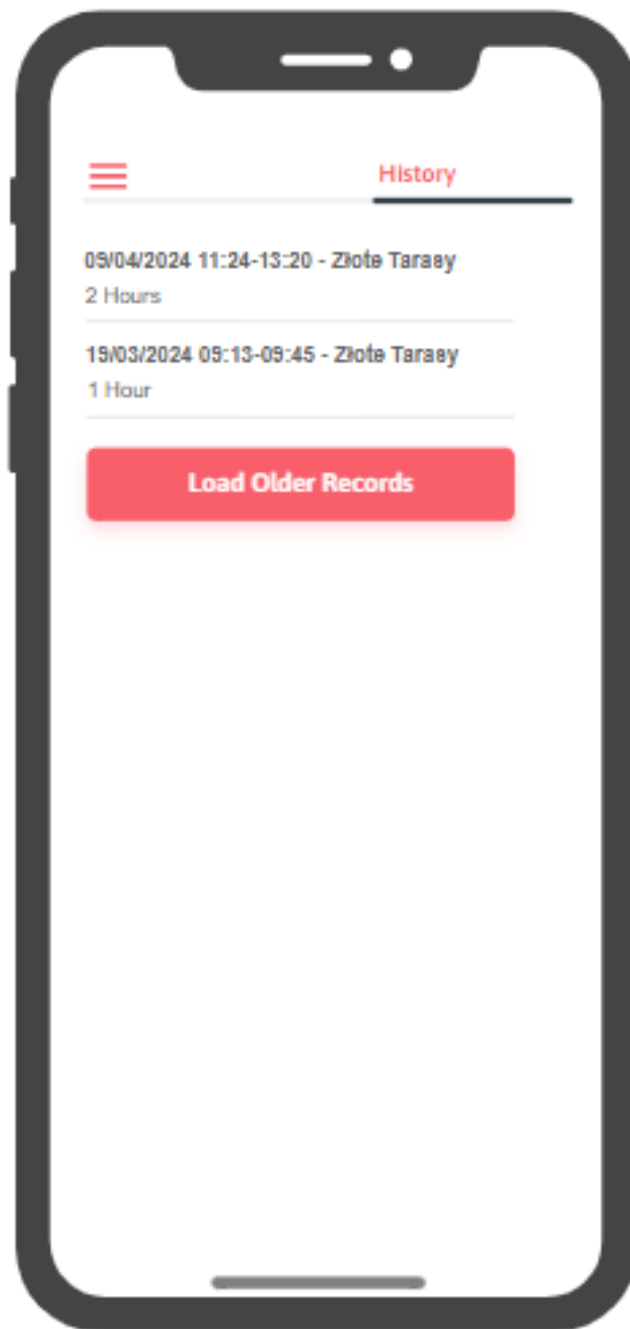 History
09/04/2024 11:24-13:20 - Złote Tarasy
2 Hours
19/03/2024 09:13-09:45 - Złote Tarasy
1 Hour
Load Older Records